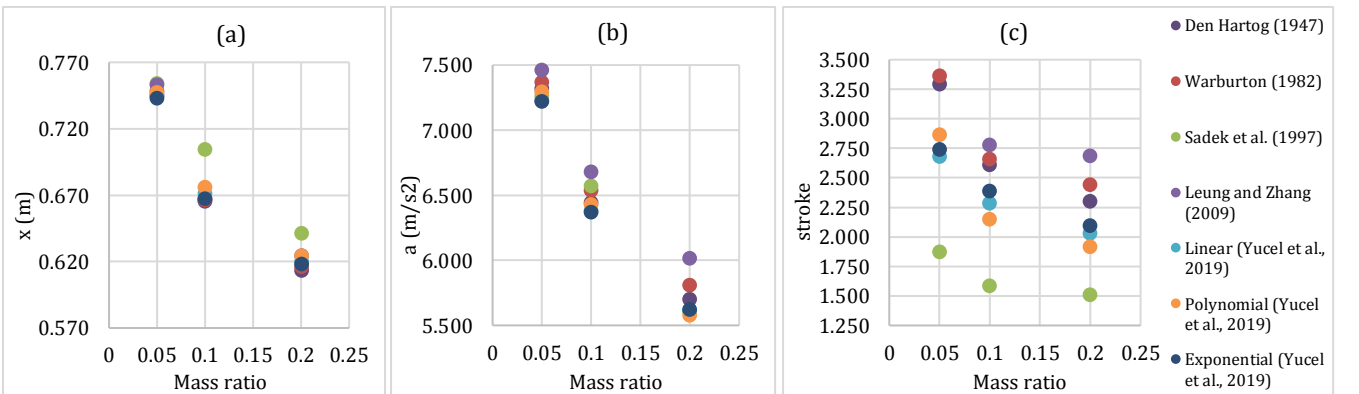 (a)
0.770
0.720
0.670
0.620
0.570
0 0.05 0.1 0.15 0.2 0.25
x (m)
Mass ratio
(b)
7.500
7.000
6.500
6.000
5.500
0 0.05 0.1 0.15 0.2 0.25
a (m/s2)
Mass ratio
(c)
3.500
3.250
3.000
2.750
2.500
2.250
2.000
1.750
1.500
1.250
0 0.05 0.1 0.15 0.2 0.25
stroke
Mass ratio
Den Hartog (1947)
Warburton (1982)
Sadek et al. (1997)
Leung and Zhang
(2009)
Linear (Yucel et al.,
2019)
Polynomial (Yucel
et al., 2019)
Exponential (Yucel
et al., 2019)